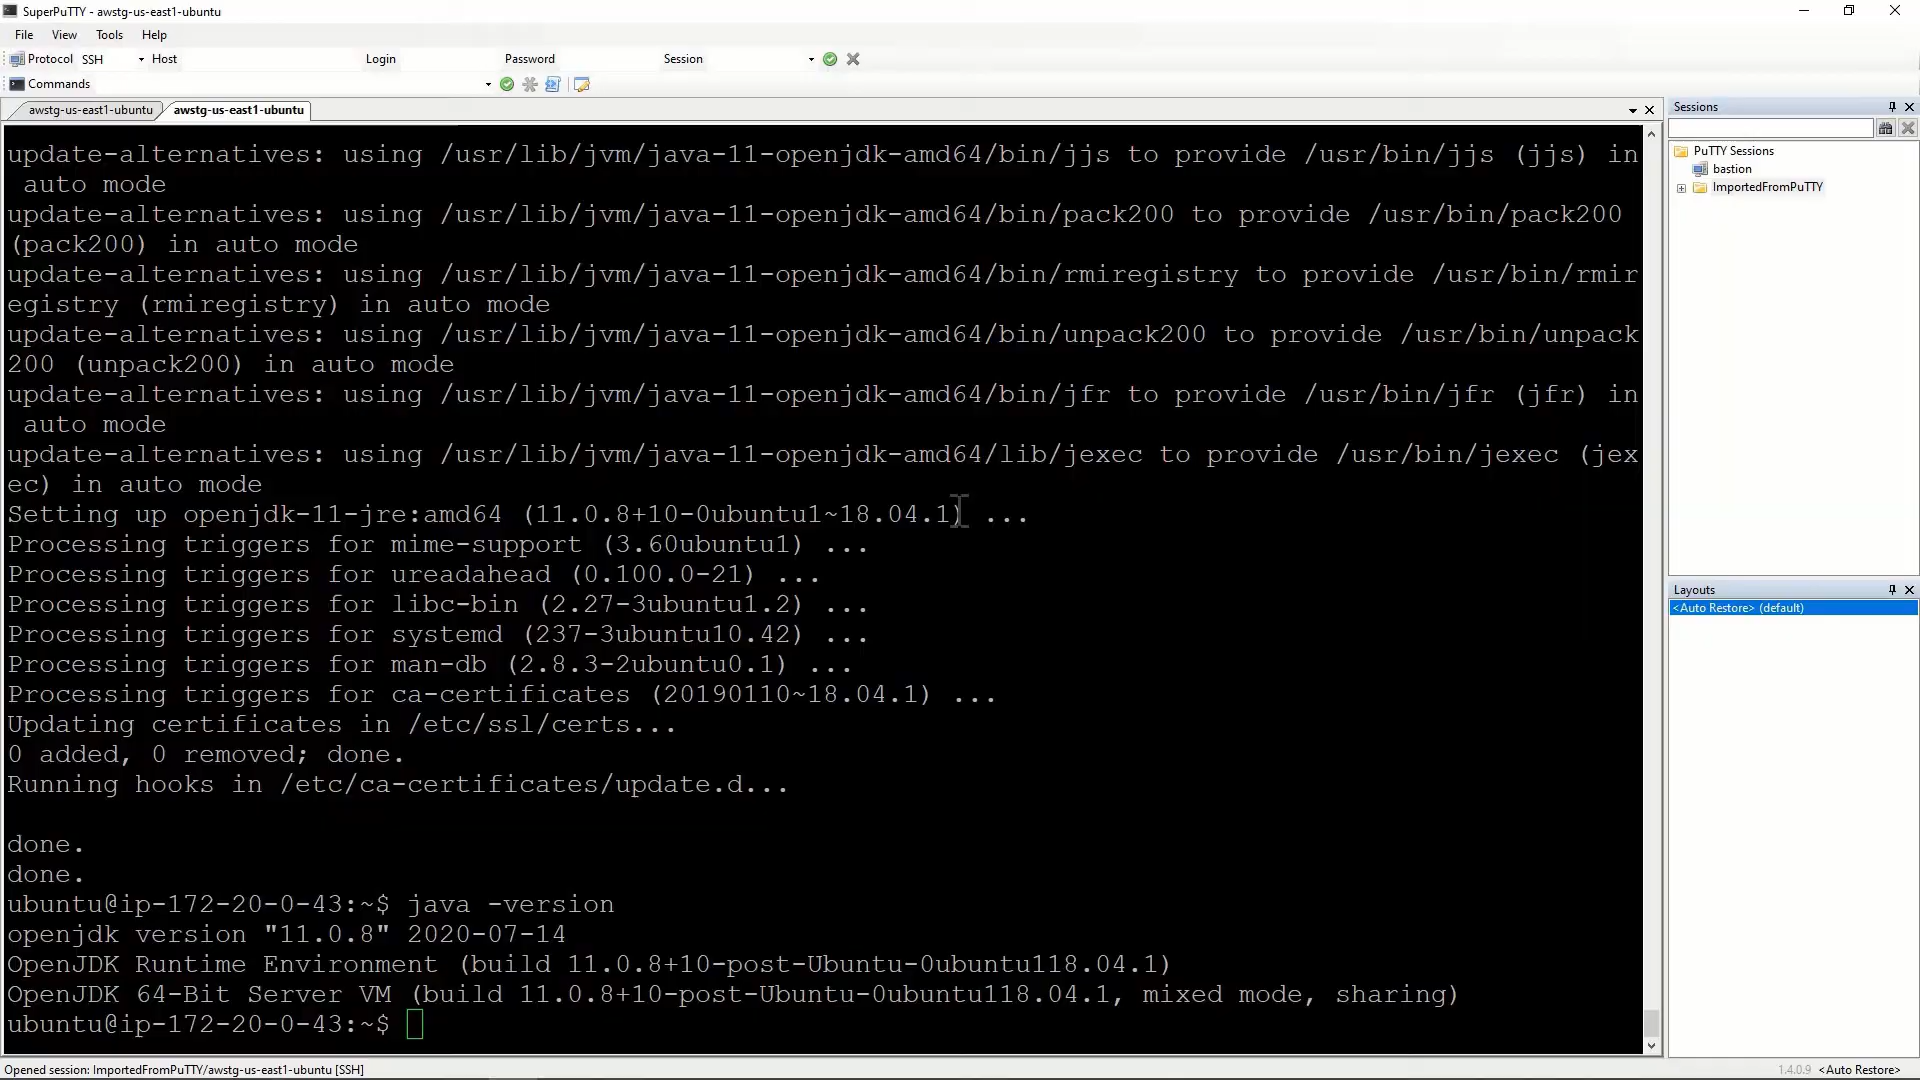 SuperPuTTY - awstg-us-east1-ubuntu
File View Tools Help
Protocol SSH Host Login Password Session
Commands
awstg-us-east1-ubuntu awstg-us-east1-ubuntu
update-alternatives: using /usr/lib/jvm/java-11-openjdk-amd64/bin/jjs to provide /usr/bin/jjs (jjs) in
auto mode
update-alternatives: using /usr/lib/jvm/java-11-openjdk-amd64/bin/pack200 to provide /usr/bin/pack200
(pack200) in auto mode
update-alternatives: using /usr/lib/jvm/java-11-openjdk-amd64/bin/rmiregistry to provide /usr/bin/rmir
egistry (rmiregistry) in auto mode
update-alternatives: using /usr/lib/jvm/java-11-openjdk-amd64/bin/unpack200 to provide /usr/bin/unpack
200 (unpack200) in auto mode
update-alternatives: using /usr/lib/jvm/java-11-openjdk-amd64/bin/jfr to provide /usr/bin/jfr (jfr) in
auto mode
update-alternatives: using /usr/lib/jvm/java-11-openjdk-amd64/lib/jexec to provide /usr/bin/jexec (jex
ec) in auto mode
Setting up openjdk-11-jre:amd64 (11.0.8+10-0ubuntu1~18.04.1) ...
Processing triggers for mime-support (3.60ubuntu1) ...
Processing triggers for ureadahead (0.100.0-21) ...
Processing triggers for libc-bin (2.27-3ubuntu1.2) ...
Processing triggers for systemd (237-3ubuntu10.42) ...
Processing triggers for man-db (2.8.3-2ubuntu0.1) ...
Processing triggers for ca-certificates (20190110~18.04.1) ...
Updating certificates in /etc/ssl/certs...
0 added, 0 removed; done.
Running hooks in /etc/ca-certificates/update.d...
done.
done.
ubuntu@ip-172-20-0-43:~$ java -version
openjdk version "11.0.8" 2020-07-14
OpenJDK Runtime Environment (build 11.0.8+10-post-Ubuntu-0ubuntu118.04.1)
OpenJDK 64-Bit Server VM (build 11.0.8+10-post-Ubuntu-0ubuntu118.04.1, mixed mode, sharing)
ubuntu@ip-172-20-0-43:~$
Sessions
PuTTY Sessions
bastion
ImportedFromPuTTY
Layouts
<Auto Restore> (default)
Opened session: ImportedFromPuTTY/awstg-us-east1-ubuntu [SSH]
1.4.0.9 <Auto Restore>